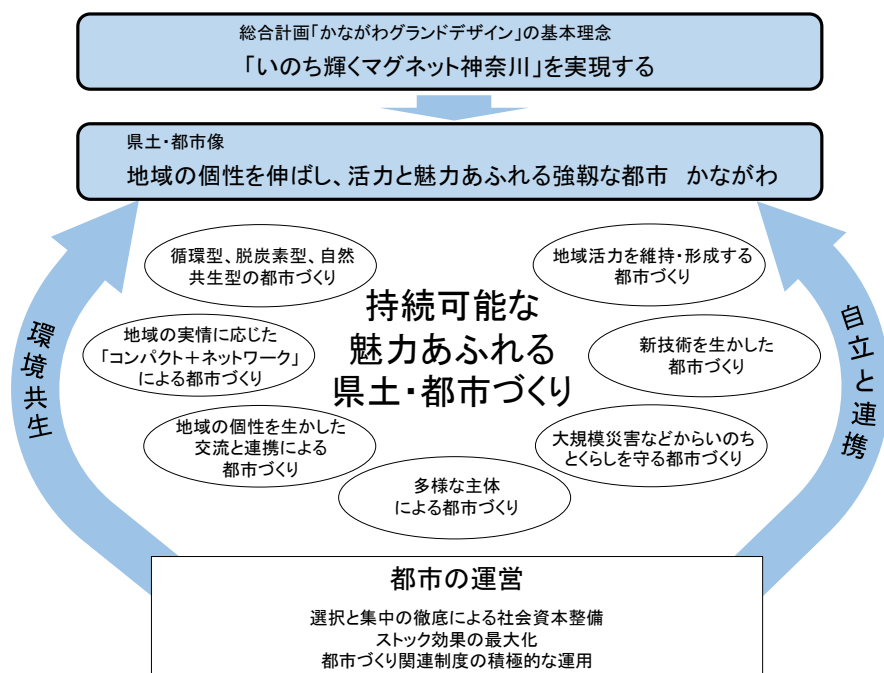 総合計画「かながわグランドデザイン」の基本理念
「いのち輝くマグネット神奈川」を実現する
県土・都市像
地域の個性を伸ばし、活力と魅力あふれる強靱な都市　かながわ
循環型、脱炭素型、自然
共生型の都市づくり
地域活力を維持・形成する
都市づくり
持続可能な
魅力あふれる
県土・都市づくり
環境共生
自立と連携
地域の実情に応じた
「コンパクト＋ネットワーク」
による都市づくり
新技術を生かした
都市づくり
地域の個性を生かした
交流と連携による
都市づくり
大規模災害などからいのち
とくらしを守る都市づくり
多様な主体
による都市づくり
都市の運営
選択と集中の徹底による社会資本整備
ストック効果の最大化
都市づくり関連制度の積極的な運用